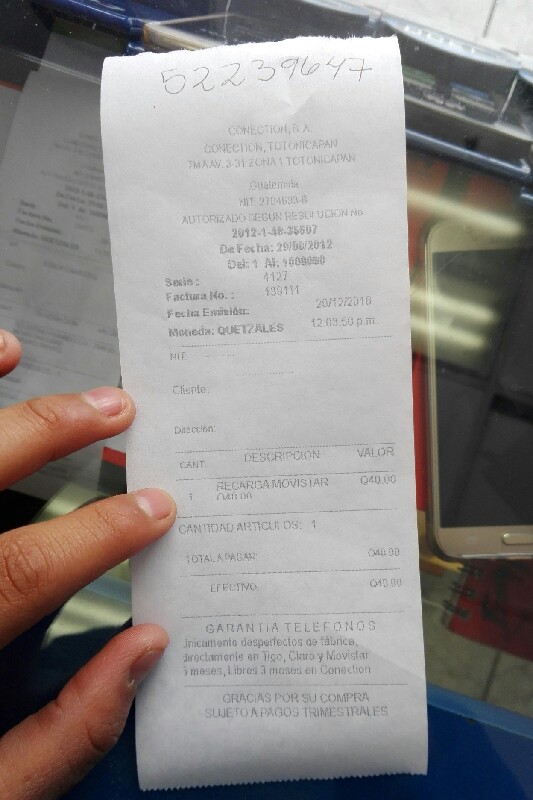 52239647
CONECTION, S.A.
CONECTION, TOTONICAPAN
7MA AV. 3-31 ZONA 1 TOTONICAPAN
Guatemala
NIT: 2704633-8
AUTORIZADO SEGUN RESOLUCION No
2012-1-48-35607
De Fecha: 29/06/2012
Del: 1 Al: 1000000
Serie: 4127
Factura No.: 139111
Fecha Emisión: 20/12/2016
Moneda: QUETZALES 12:03:50 p.m.
NIT:
Cliente:
Dirección:
CANT. DESCRIPCION VALOR
1 RECARGA MOVISTAR Q40.00
Q40.00
CANTIDAD ARTICULOS: 1
TOTAL A PAGAR: Q40.00
EFECTIVO: Q40.00
GARANTIA TELEFONOS
Unicamente desperfectos de fábrica,
directamente en Tigo, Claro y Movistar
meses, Libres 3 meses en Conection
GRACIAS POR SU COMPRA
SUJETO A PAGOS TRIMESTRALES